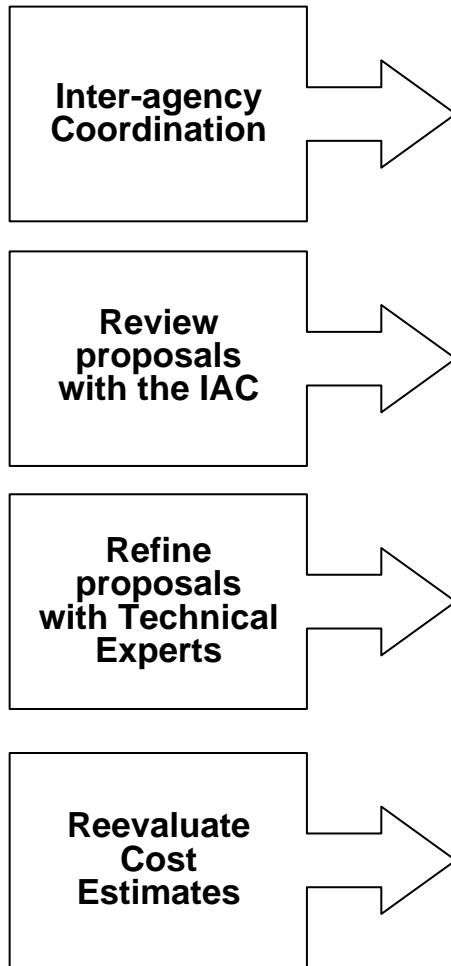 Inter-agency
Coordination
Review
proposals
with the IAC
Refine
proposals
with Technical
Experts
Reevaluate
Cost
Estimates